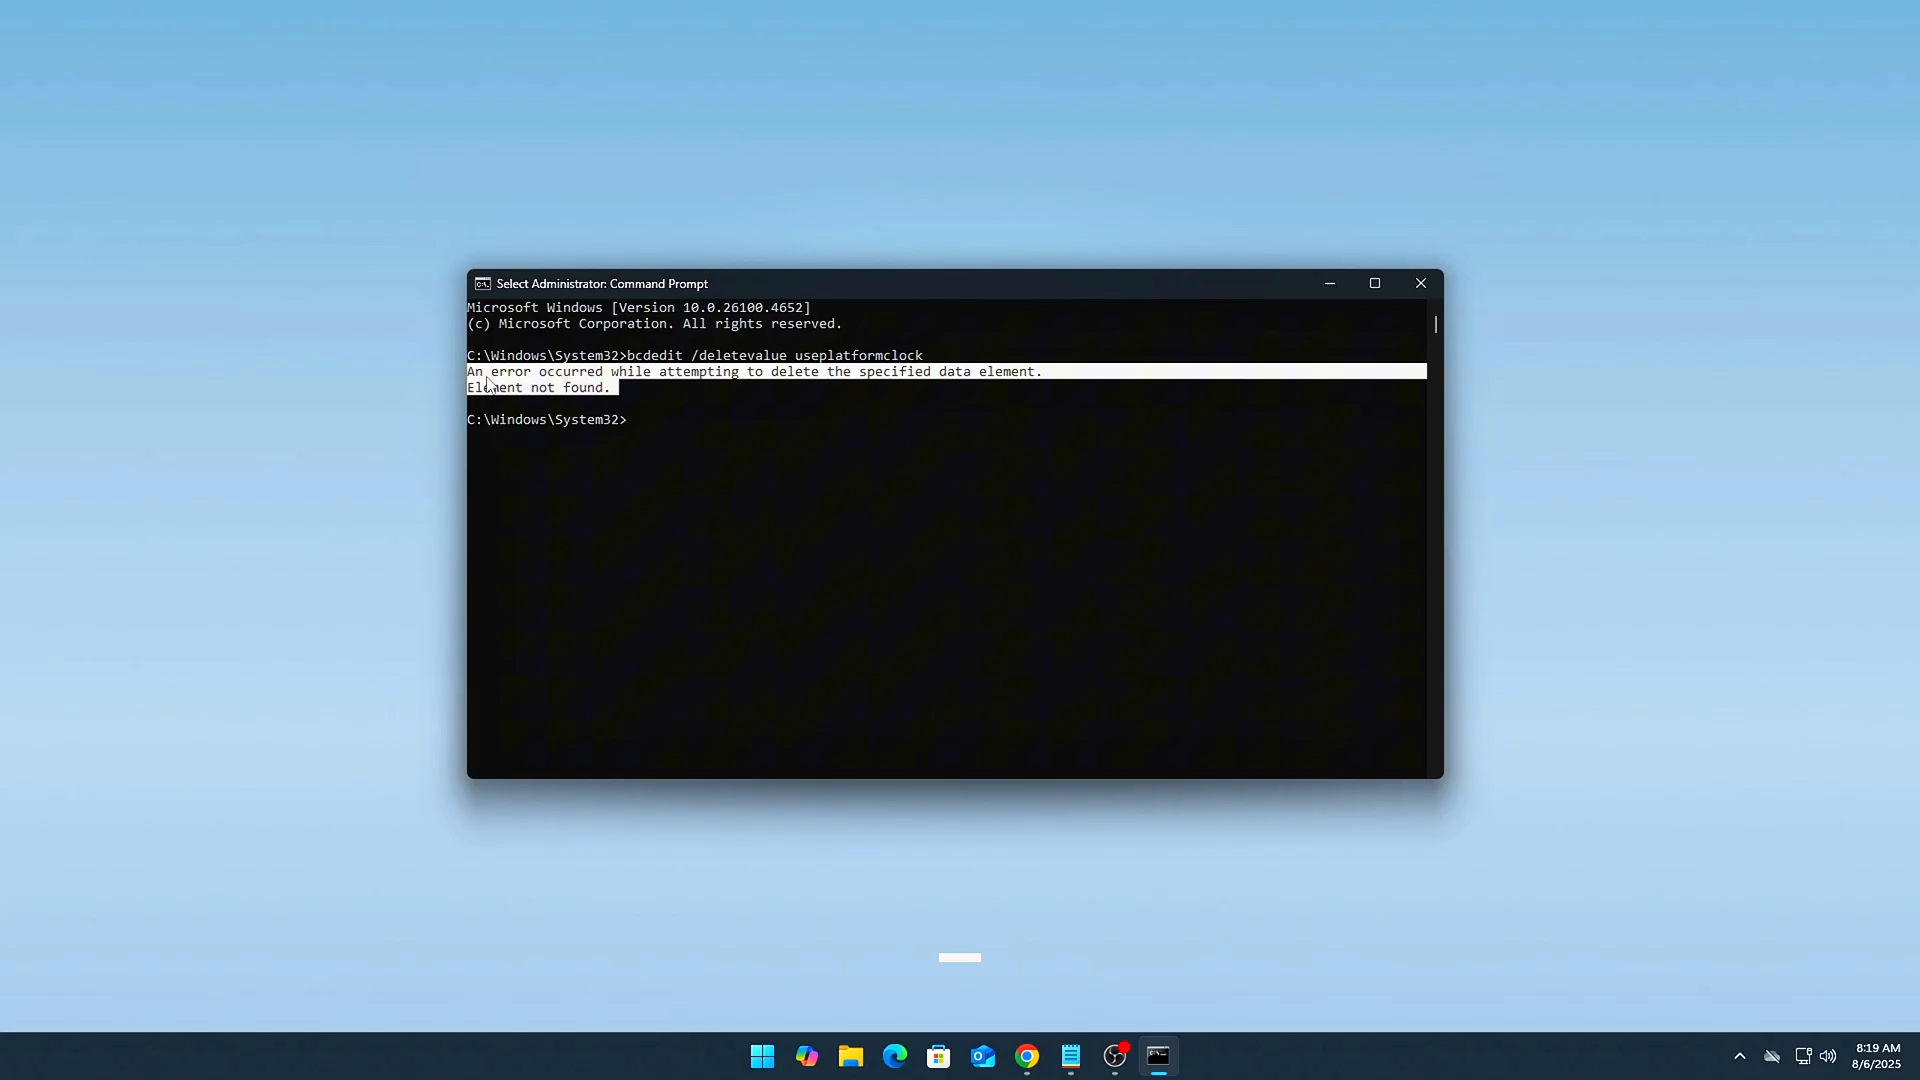 Select Administrator: Command Prompt
Microsoft Windows [Version 10.0.26100.4652]
(c) Microsoft Corporation. All rights reserved.
C:\Windows\System32>bcdedit /deletevalue useplatformclock
An error occurred while attempting to delete the specified data element.
Element not found.
C:\Windows\System32>
8:19 AM
8/6/2025